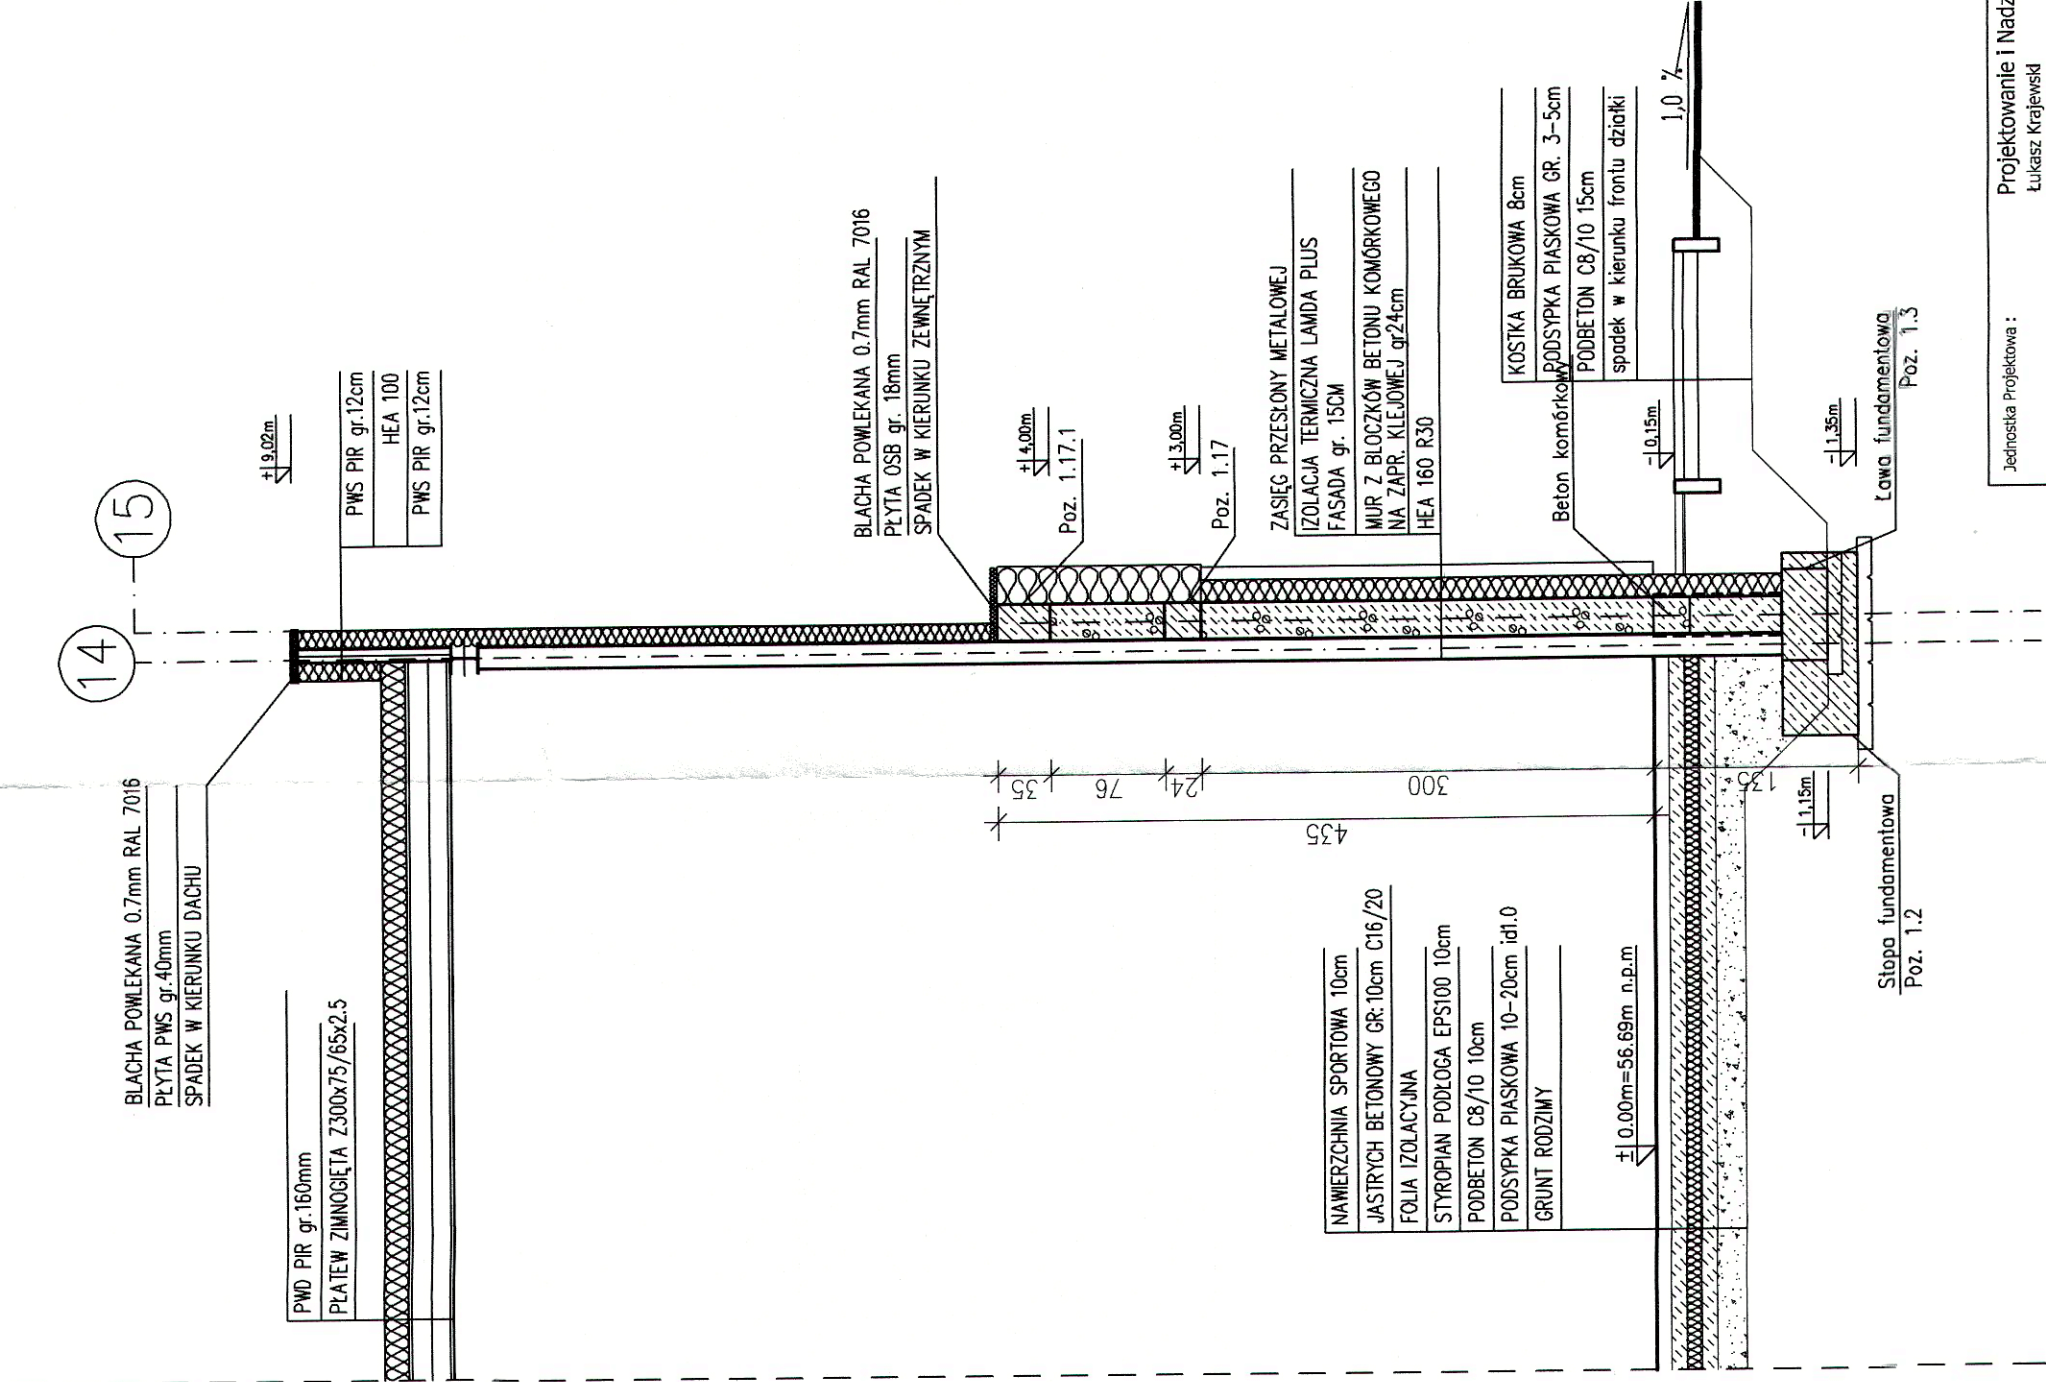 14
15
+9,02m
BLACHA POWLEKANA 0.7mm RAL 7016
PŁYTA PWS gr.40mm
SPADEK W KIERUNKU DACHU
PWS PIR gr.12cm
HEA 100
PWS PIR gr.12cm
PWD PIR gr.160mm
PŁATEW ZIMNOGIĘTA Z300x75/65x2.5
BLACHA POWLEKANA 0.7mm RAL 7016
PŁYTA OSB gr. 18mm
SPADEK W KIERUNKU ZEWNĘTRZNYM
+4,00m
Poz. 1.17.1
+3,00m
Poz. 1.17
35
76
24
300
135
435
ZASIĘG PRZESŁONY METALOWEJ
IZOLACJA TERMICZNA LAMDA PLUS
FASADA gr. 15CM
MUR Z BLOCZKÓW BETONU KOMÓRKOWEGO
NA ZAPR. KLEJOWEJ gr24cm
HEA 160 R30
KOSTKA BRUKOWA 8cm
PODSYPKA PIASKOWA GR. 3-5cm
PODBETON C8/10 15cm
spadek w kierunku frontu działki
Beton komórkowy
1,0 %
-0,15m
-1,35m
Ława fundamentowa
Poz. 1.3
NAWIERZCHNIA SPORTOWA 10cm
JASTRYCH BETONOWY GR: 10cm C16/20
FOLIA IZOLACYJNA
STYROPIAN PODŁOGA EPS100 10cm
PODBETON C8/10 10cm
PODSYPKA PIASKOWA 10-20cm id1.0
GRUNT RODZIMY
±0.00m=56.69m n.p.m
-1,15m
Stopa fundamentowa
Poz. 1.2
Jednostka Projektowa :
Projektowanie i Nadz
Łukasz Krajewski